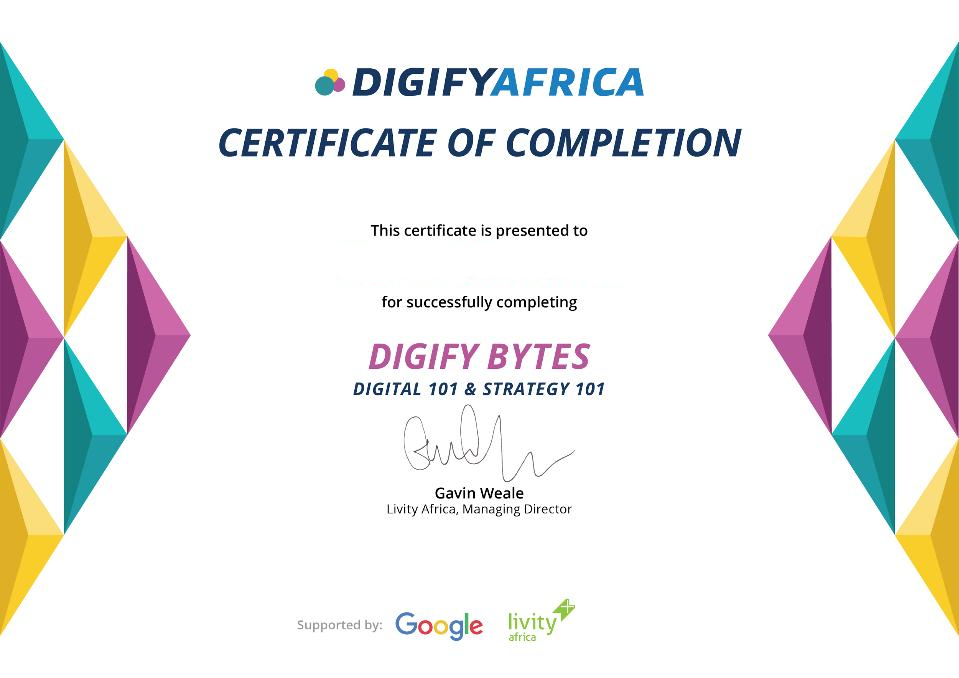 DIGIFYAFRICA
CERTIFICATE OF COMPLETION
This certificate is presented to
for successfully completing
DIGIFY BYTES
DIGITAL 101 & STRATEGY 101
Gavin Weale
Livity Africa, Managing Director
Supported by: Google livity
africa